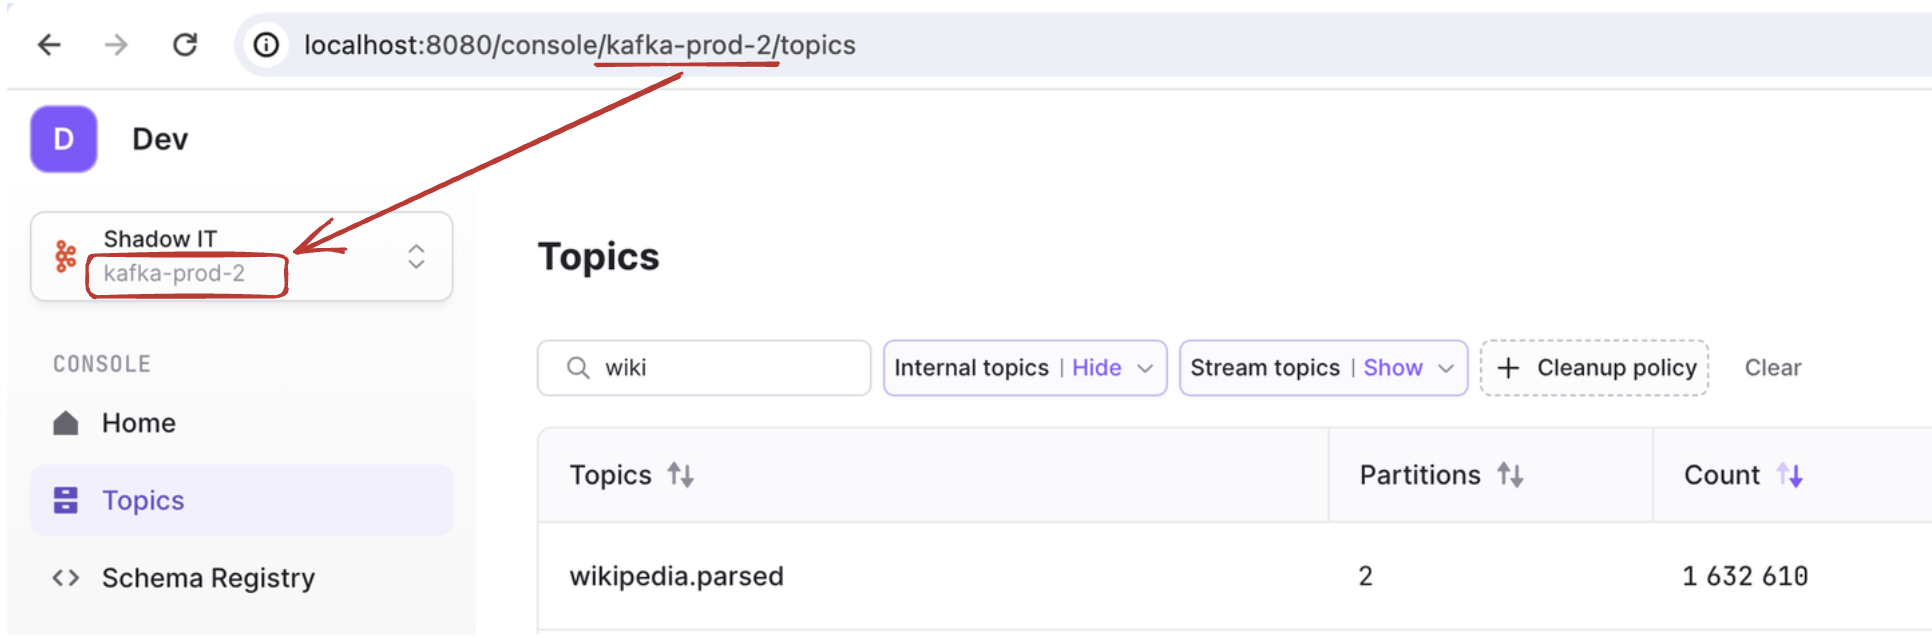 localhost:8080/console/kafka-prod-2/topics
D Dev
Shadow IT
kafka-prod-2
CONSOLE
Home
Topics
Schema Registry
Topics
wiki Internal topics | Hide Stream topics | Show + Cleanup policy Clear
Topics Partitions Count
wikipedia.parsed 2 1 632 610